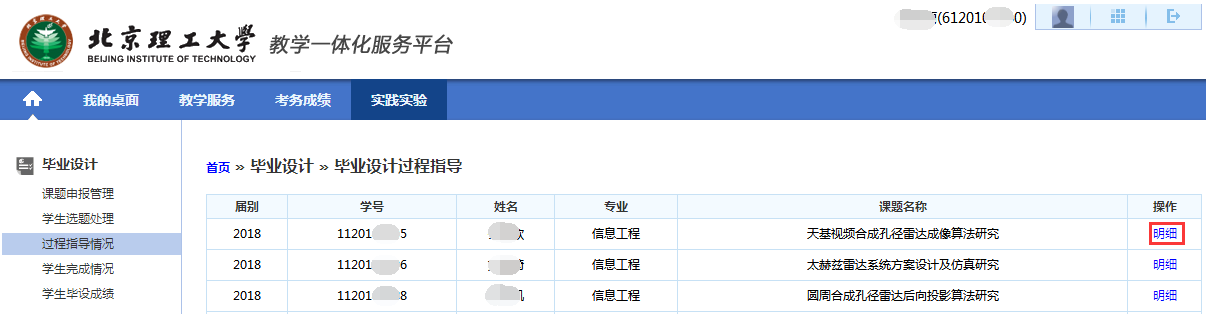 (612010 0)
北京理工大学 教学一体化服务平台
BEIJING INSTITUTE OF TECHNOLOGY
我的桌面 教学服务 考务成绩 实践实验
毕业设计
课题申报管理
学生选题处理
过程指导情况
学生完成情况
学生毕设成绩
首页 » 毕业设计 » 毕业设计过程指导
届别 学号 姓名 专业 课题名称 操作
2018 11201 5 信息工程 天基视频合成孔径雷达成像算法研究 明细
2018 11201 6 信息工程 太赫兹雷达系统方案设计及仿真研究 明细
2018 11201 8 信息工程 圆周合成孔径雷达后向投影算法研究 明细